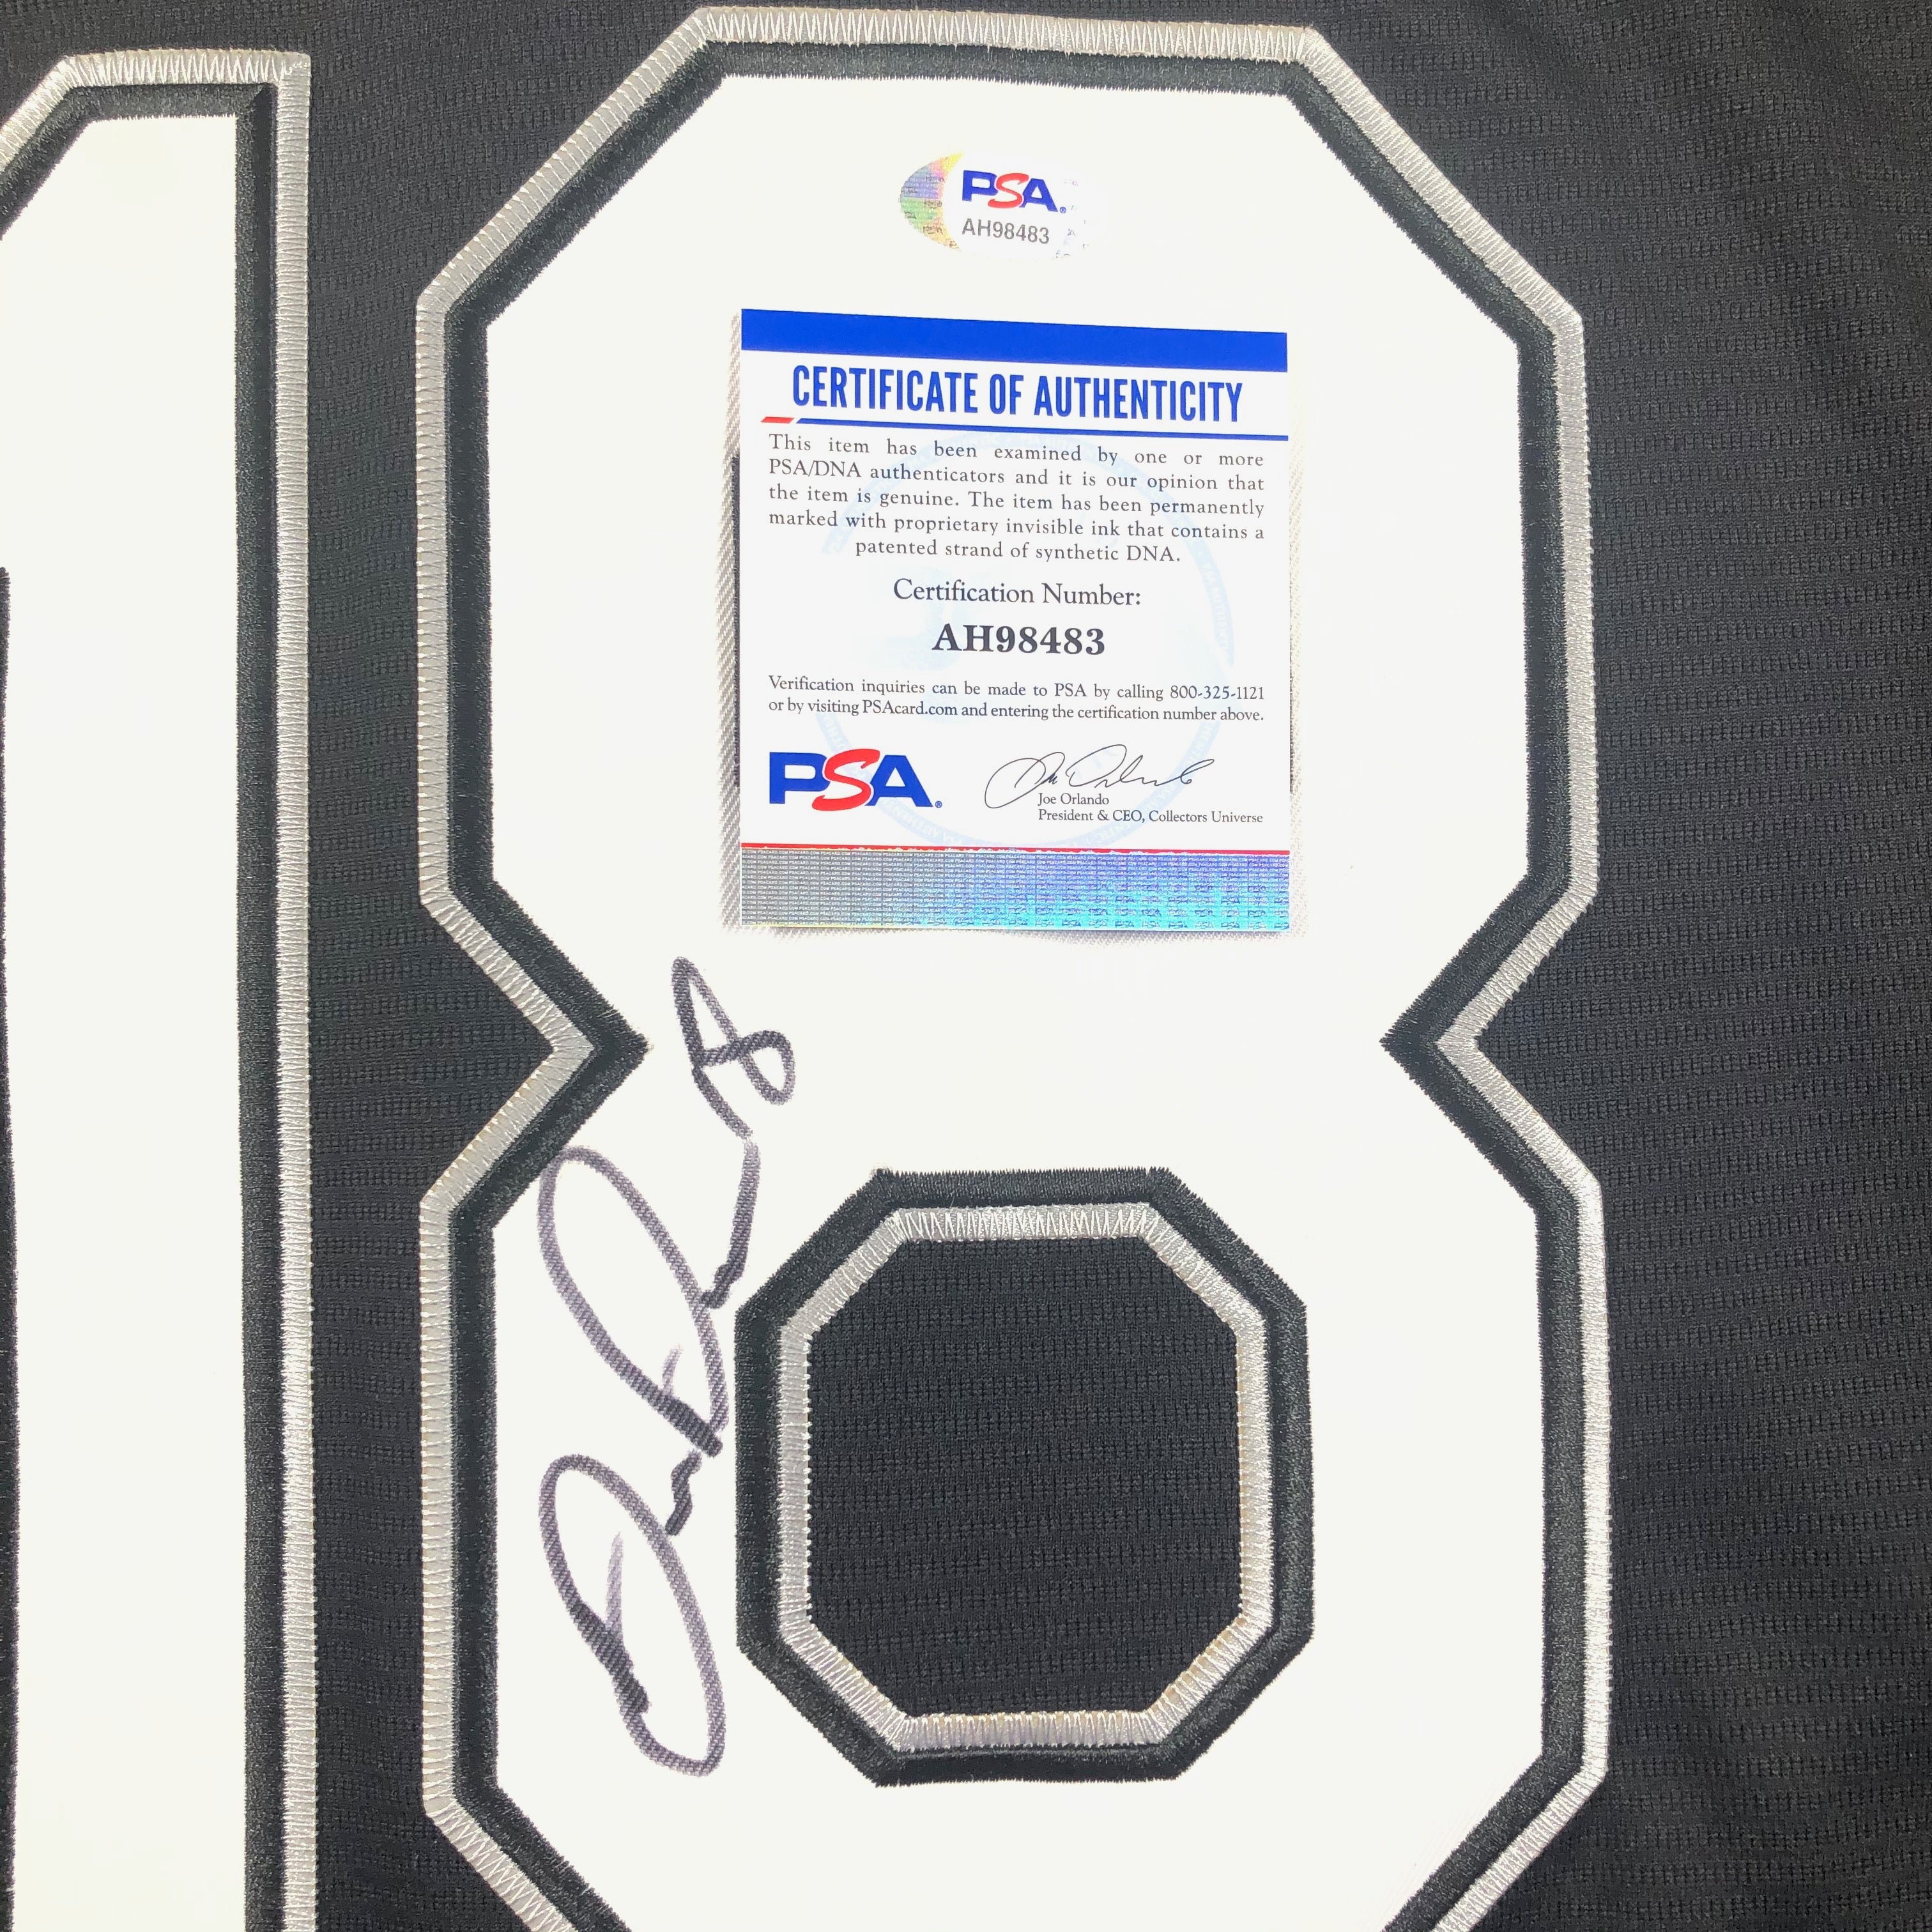 18
PSA®
AH98483
CERTIFICATE OF AUTHENTICITY
This item has been examined by one or more
PSA/DNA authenticators and it is our opinion that
the item is genuine. The item has been permanently
marked with proprietary invisible ink that contains a
patented strand of synthetic DNA.
Certification Number:
AH98483
Verification inquiries can be made to PSA by calling 800-325-1121
or by visiting PSAcard.com and entering the certification number above.
PSA®
Joe Orlando
President & CEO, Collectors Universe